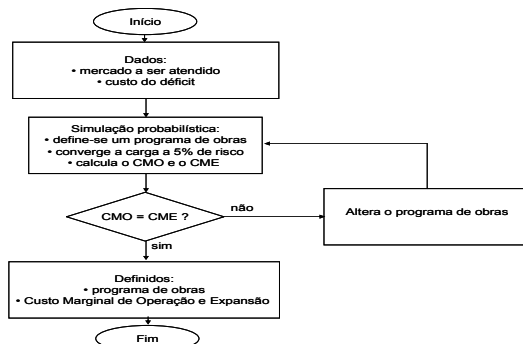 Início
Dados:
• mercado a ser atendido
• custo do déficit
Simulação probabilística:
• define-se um programa de obras
• converge a carga a 5% de risco
• calcula o CMO e o CME
CMO = CME ?
não
Altera o programa de obras
sim
Definidos:
• programa de obras
• Custo Marginal de Operação e Expansão
Fim